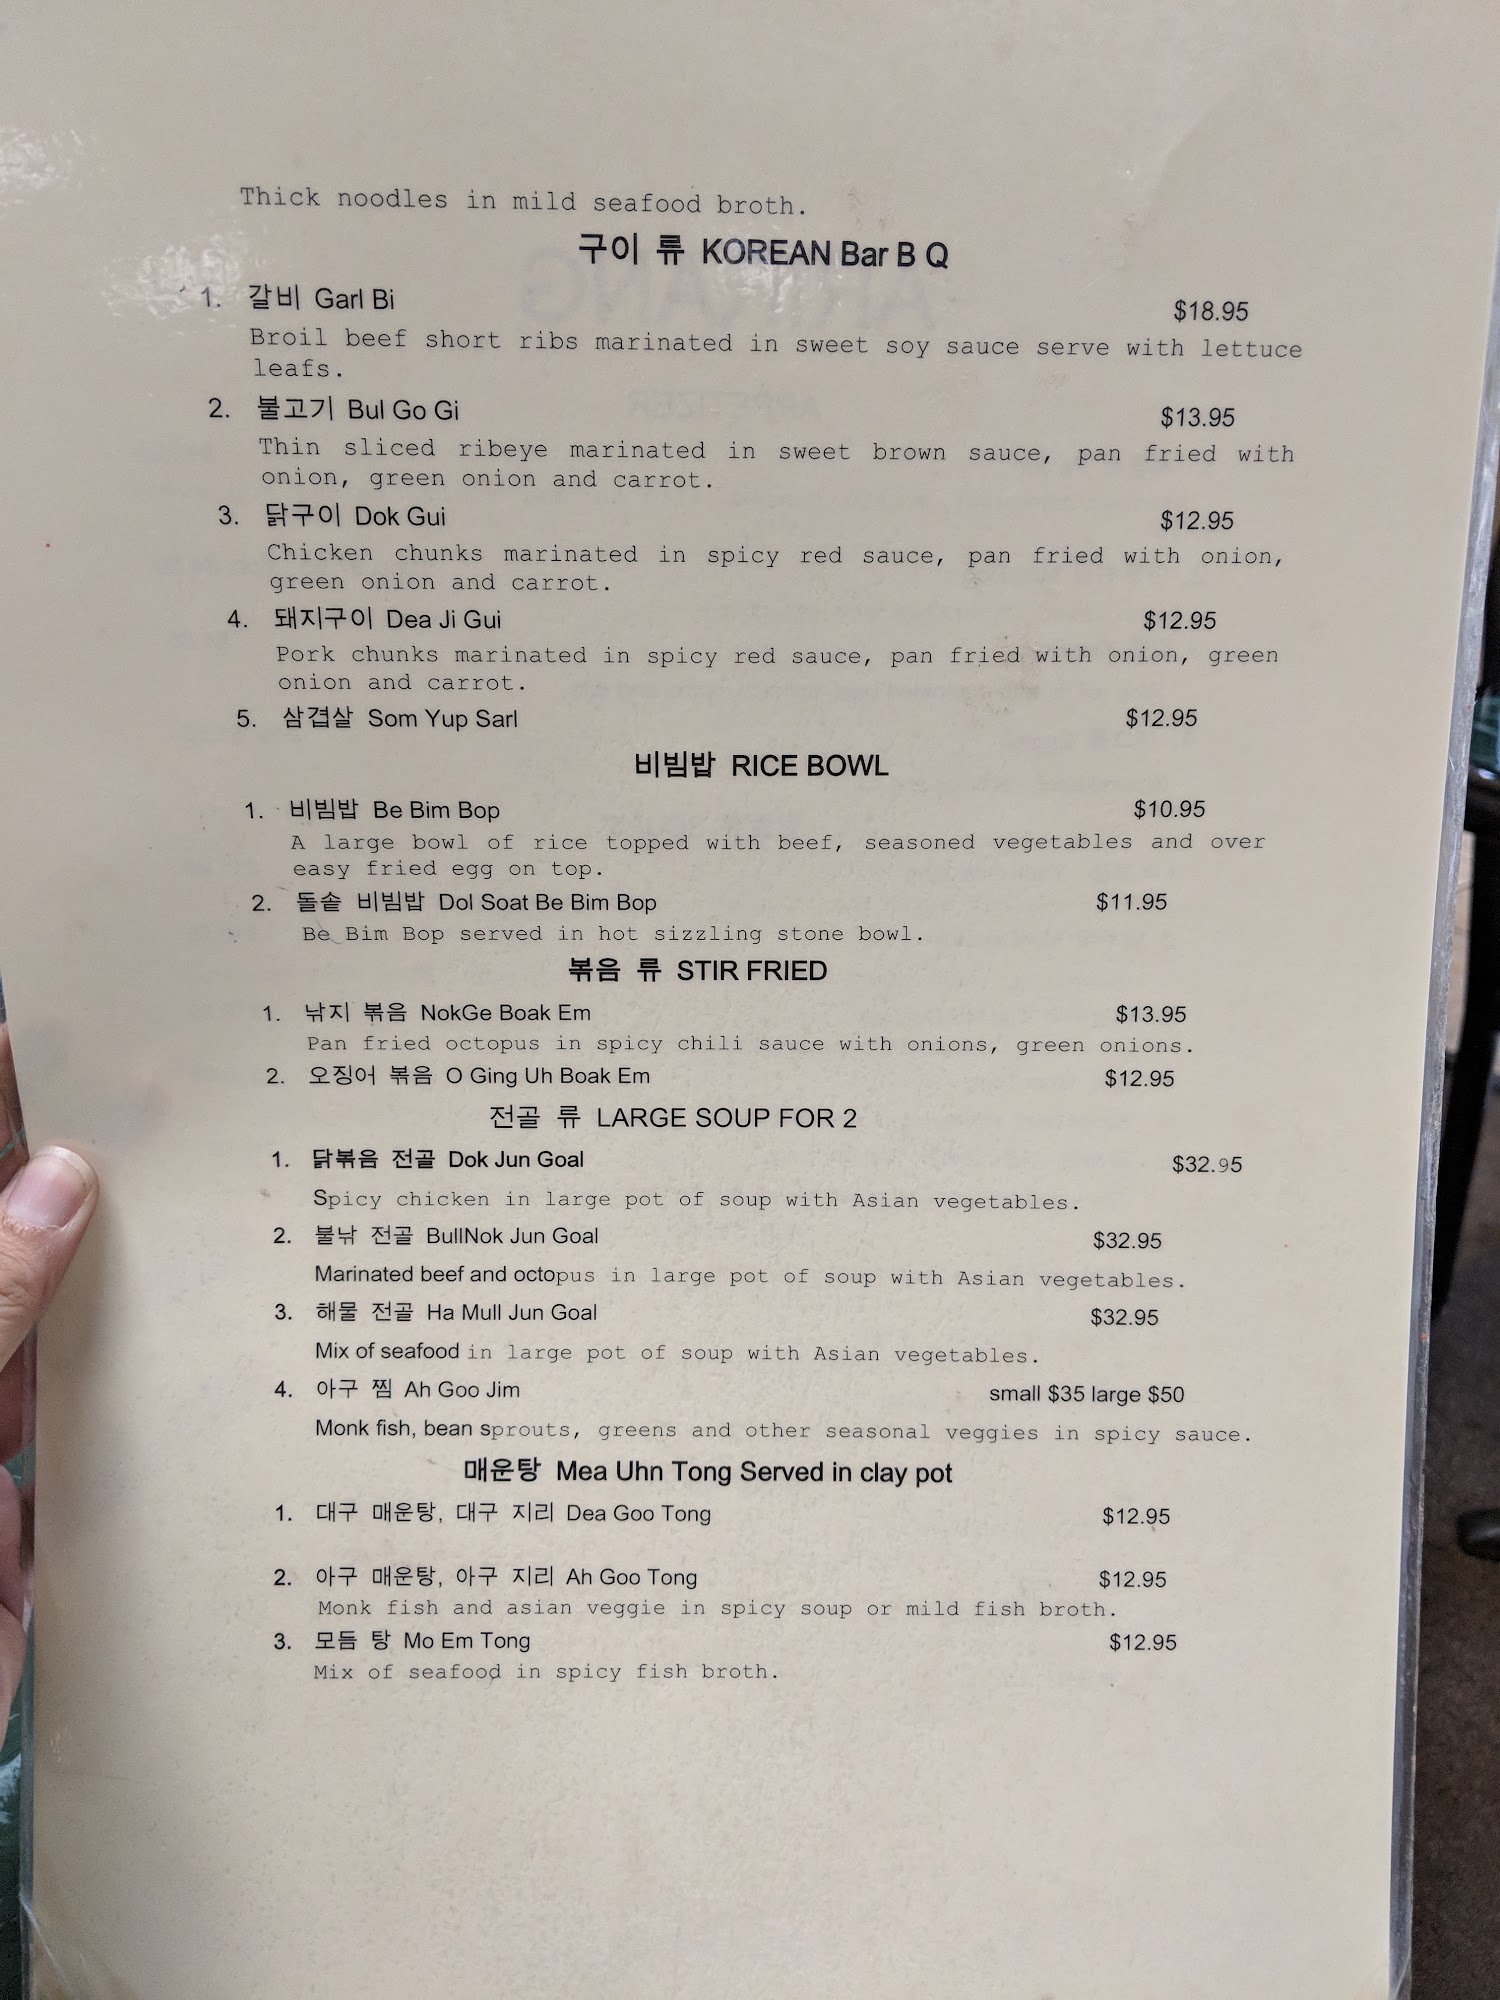 Thick noodles in mild seafood broth.
구이 류 KOREAN Bar B Q
1. 갈비 Garl Bi $18.95
Broil beef short ribs marinated in sweet soy sauce serve with lettuce
leafs.
2. 불고기 Bul Go Gi $13.95
Thin sliced ribeye marinated in sweet brown sauce, pan fried with
onion, green onion and carrot.
3. 닭구이 Dok Gui $12.95
Chicken chunks marinated in spicy red sauce, pan fried with onion,
green onion and carrot.
4. 돼지구이 Dea Ji Gui $12.95
Pork chunks marinated in spicy red sauce, pan fried with onion, green
onion and carrot.
5. 삼겹살 Som Yup Sarl $12.95
비빔밥 RICE BOWL
1. 비빔밥 Be Bim Bop $10.95
A large bowl of rice topped with beef, seasoned vegetables and over
easy fried egg on top.
2. 돌솥 비빔밥 Dol Soat Be Bim Bop $11.95
Be Bim Bop served in hot sizzling stone bowl.
볶음 류 STIR FRIED
1. 낚지 볶음 NokGe Boak Em $13.95
Pan fried octopus in spicy chili sauce with onions, green onions.
2. 오징어 볶음 O Ging Uh Boak Em $12.95
전골 류 LARGE SOUP FOR 2
1. 닭볶음 전골 Dok Jun Goal $32.95
Spicy chicken in large pot of soup with Asian vegetables.
2. 불낚 전골 BullNok Jun Goal $32.95
Marinated beef and octopus in large pot of soup with Asian vegetables.
3. 해물 전골 Ha Mull Jun Goal $32.95
Mix of seafood in large pot of soup with Asian vegetables.
4. 아구 찜 Ah Goo Jim small $35 large $50
Monk fish, bean sprouts, greens and other seasonal veggies in spicy sauce.
매운탕 Mea Uhn Tong Served in clay pot
1. 대구 매운탕, 대구 지리 Dea Goo Tong $12.95
2. 아구 매운탕, 아구 지리 Ah Goo Tong $12.95
Monk fish and asian veggie in spicy soup or mild fish broth.
3. 모듬 탕 Mo Em Tong $12.95
Mix of seafood in spicy fish broth.